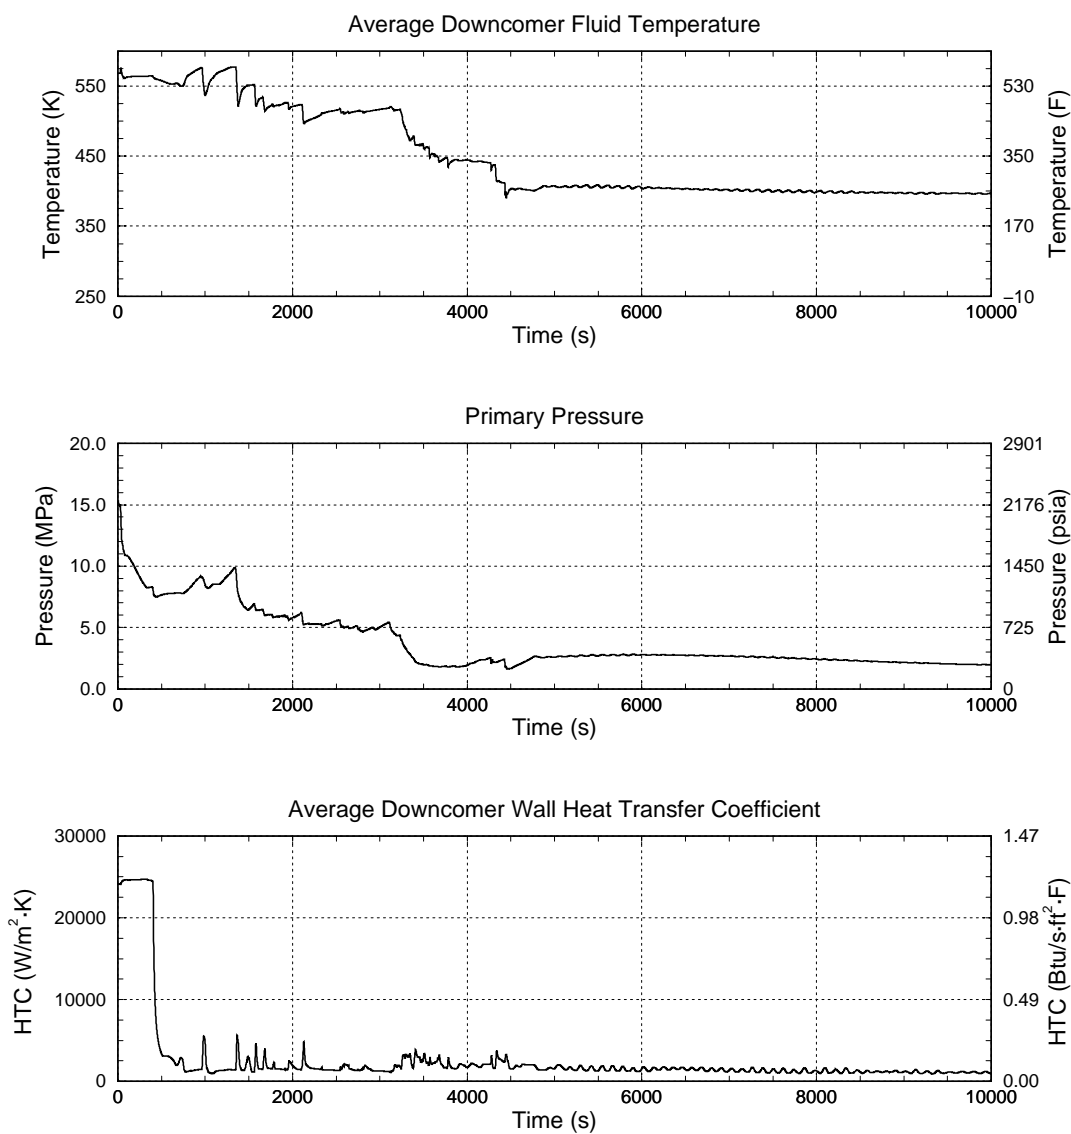 Average Downcomer Fluid Temperature
550
450
350
250
Temperature (K)
530
350
170
−10
Temperature (F)
0 2000 4000 6000 8000 10000
Time (s)
Primary Pressure
20.0
15.0
10.0
5.0
0.0
Pressure (MPa)
2901
2176
1450
725
0
Pressure (psia)
0 2000 4000 6000 8000 10000
Time (s)
Average Downcomer Wall Heat Transfer Coefficient
30000
20000
10000
0
HTC (W/m²·K)
1.47
0.98
0.49
0.00
HTC (Btu/s·ft²·F)
0 2000 4000 6000 8000 10000
Time (s)